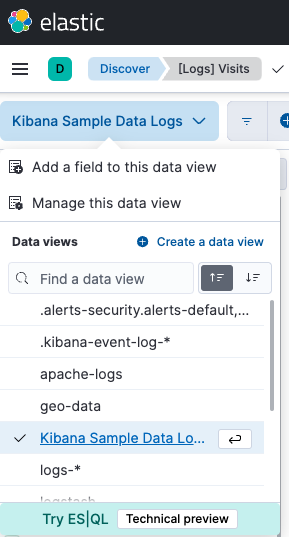 elastic
D Discover [Logs] Visits
Kibana Sample Data Logs
Add a field to this data view
Manage this data view
Data views Create a data view
Find a data view
.alerts-security.alerts-default,...
.kibana-event-log-*
apache-logs
geo-data
Kibana Sample Data Lo...
logs-*
logstash
Try ES|QL Technical preview